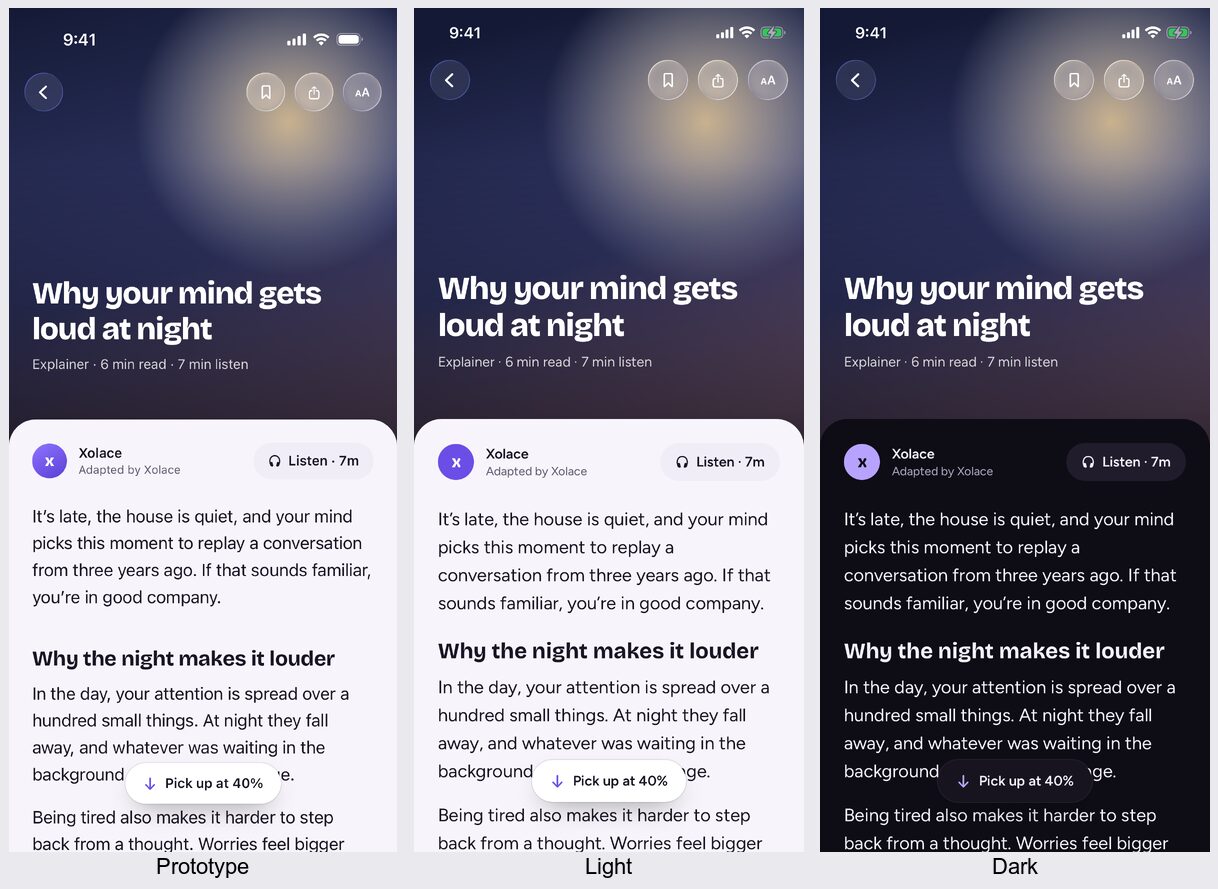 9:41
AA
Why your mind gets
loud at night
Explainer · 6 min read · 7 min listen
x
Xolace
Adapted by Xolace
Listen · 7m
It’s late, the house is quiet, and your mind
picks this moment to replay a conversation
from three years ago. If that sounds familiar,
you’re in good company.
Why the night makes it louder
In the day, your attention is spread over a
hundred small things. At night they fall
away, and whatever was waiting in the
background
e.
Pick up at 40%
Being tired also makes it harder to step
back from a thought. Worries feel bigger
Prototype
9:41
AA
Why your mind gets
loud at night
Explainer · 6 min read · 7 min listen
x
Xolace
Adapted by Xolace
Listen · 7m
It’s late, the house is quiet, and your mind
picks this moment to replay a
conversation from three years ago. If that
sounds familiar, you’re in good company.
Why the night makes it louder
In the day, your attention is spread over a
hundred small things. At night they fall
away, and whatever was waiting in the
background
ge.
Pick up at 40%
Being tired also makes it harder to step
back from a thought. Worries feel bigger
Light
9:41
AA
Why your mind gets
loud at night
Explainer · 6 min read · 7 min listen
x
Xolace
Adapted by Xolace
Listen · 7m
It’s late, the house is quiet, and your mind
picks this moment to replay a
conversation from three years ago. If that
sounds familiar, you’re in good company.
Why the night makes it louder
In the day, your attention is spread over a
hundred small things. At night they fall
away, and whatever was waiting in the
background
ge.
Pick up at 40%
Being tired also makes it harder to step
back from a thought. Worries feel bigger
Dark